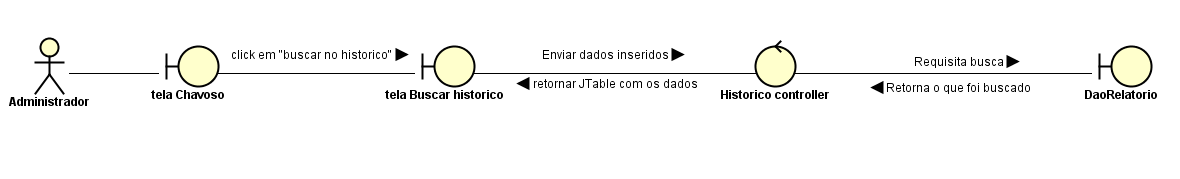 click em "buscar no historico"
Enviar dados inseridos
Requisita busca
retornar JTable com os dados
Retorna o que foi buscado
Administrador
tela Chavoso
tela Buscar historico
Historico controller
DaoRelatorio